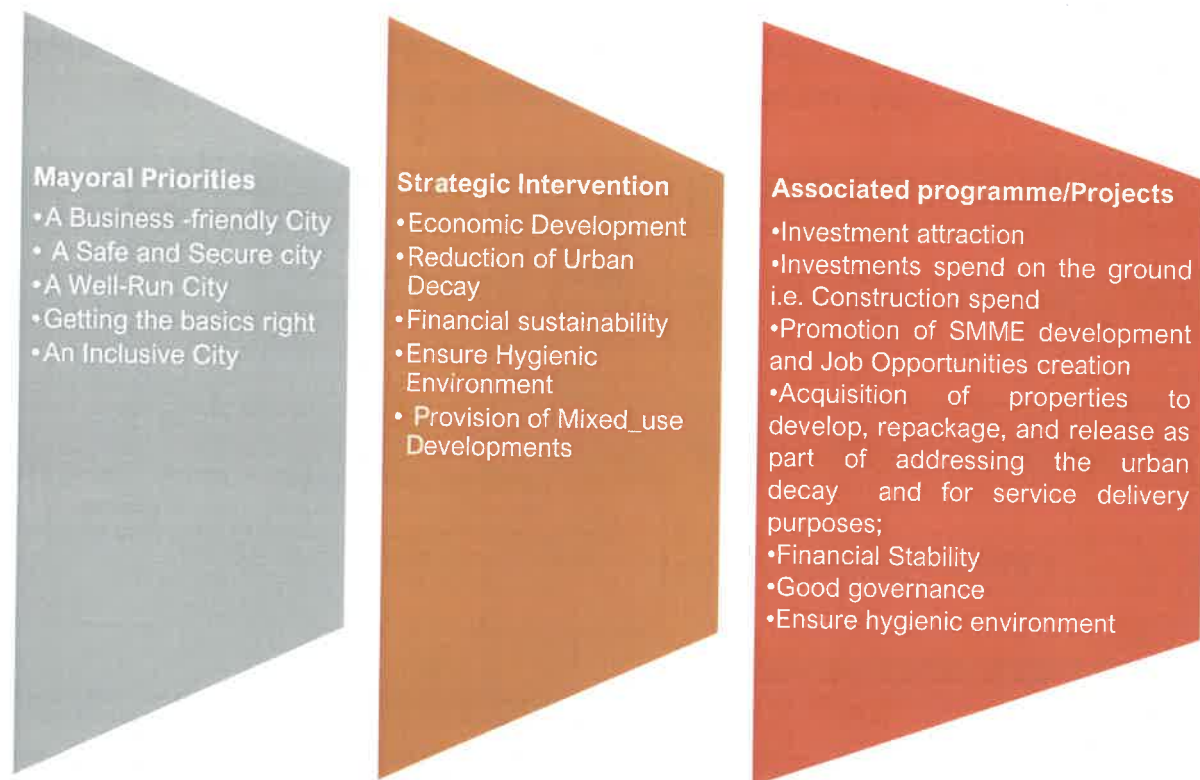 Mayoral Priorities
•A Business -friendly City
• A Safe and Secure city
•A Well-Run City
•Getting the basics right
•An Inclusive City
Strategic Intervention
•Economic Development
•Reduction of Urban
Decay
•Financial sustainability
•Ensure Hygienic
Environment
• Provision of Mixed_use
Developments
Associated programme/Projects
•Investment attraction
•Investments spend on the ground
i.e. Construction spend
•Promotion of SMME development
and Job Opportunities creation
•Acquisition of properties to
develop, repackage, and release as
part of addressing the urban
decay and for service delivery
purposes;
•Financial Stability
•Good governance
•Ensure hygienic environment